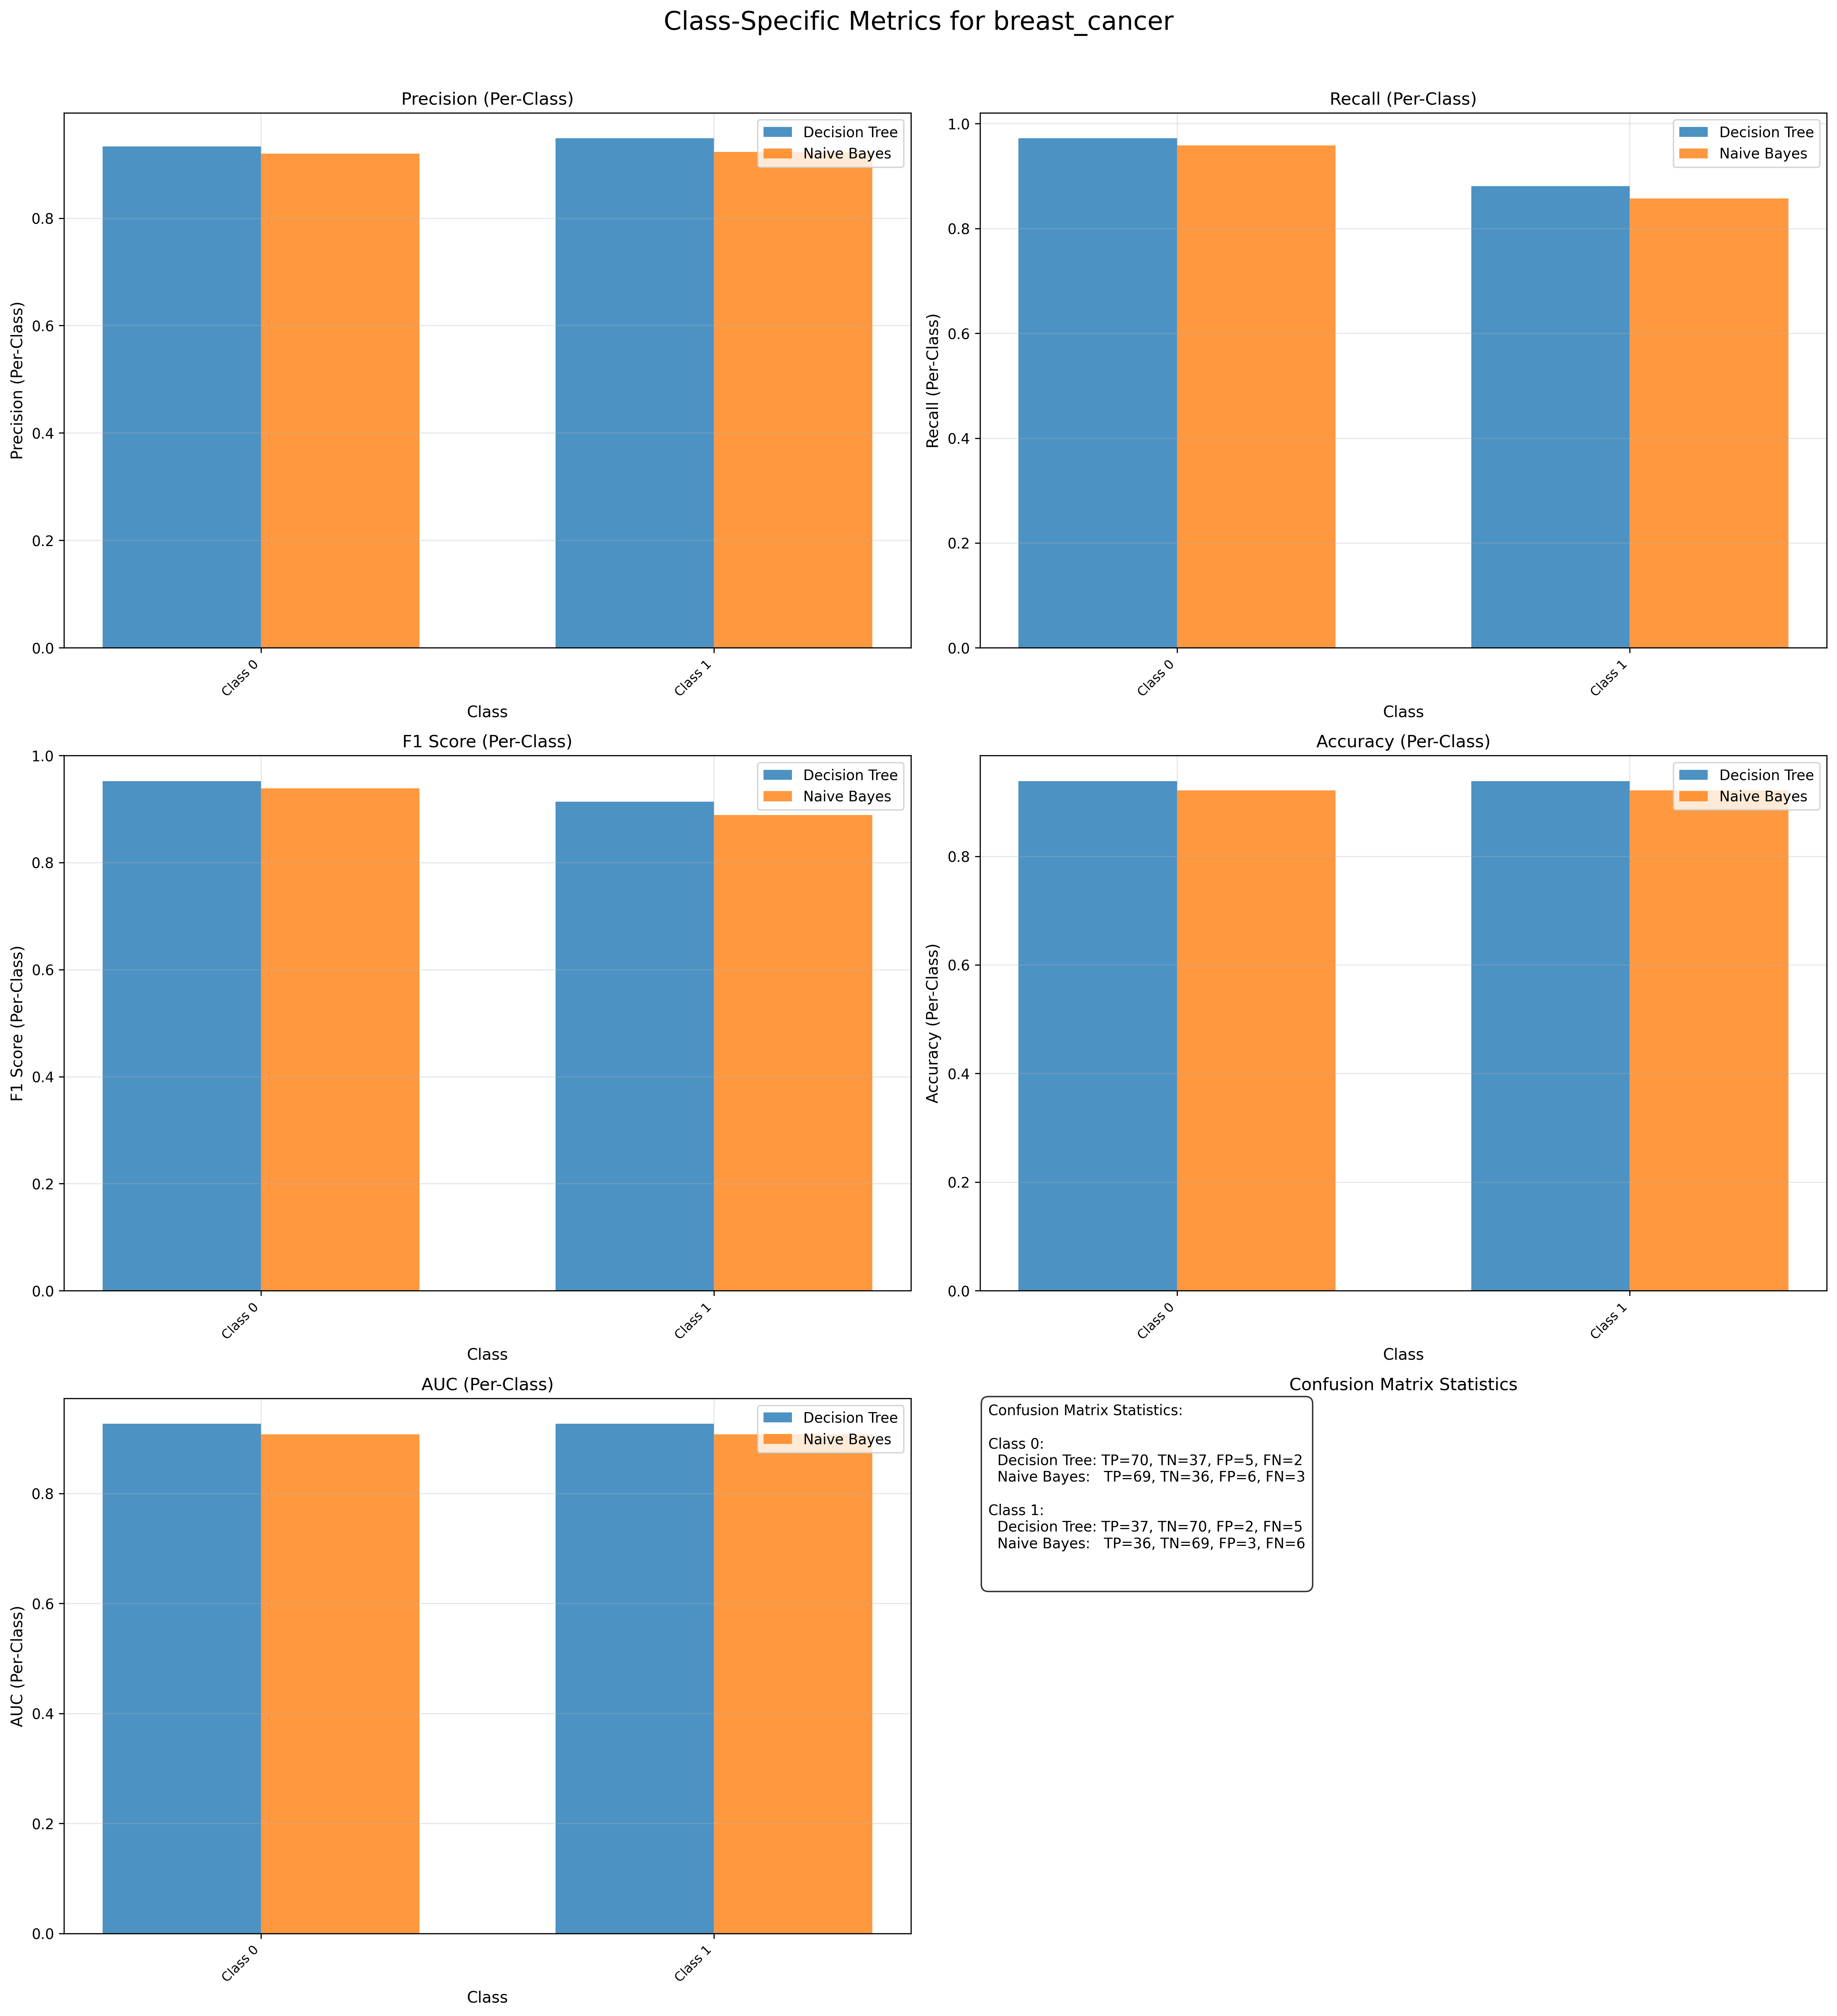 Class-Specific Metrics for breast_cancer
Precision (Per-Class)
Decision Tree
Naive Bayes
0.8
0.6
0.4
0.2
0.0
Precision (Per-Class)
Class 0
Class 1
Class
Recall (Per-Class)
Decision Tree
Naive Bayes
1.0
0.8
0.6
0.4
0.2
0.0
Recall (Per-Class)
Class 0
Class 1
Class
F1 Score (Per-Class)
Decision Tree
Naive Bayes
1.0
0.8
0.6
0.4
0.2
0.0
F1 Score (Per-Class)
Class 0
Class 1
Class
Accuracy (Per-Class)
Decision Tree
Naive Bayes
0.8
0.6
0.4
0.2
0.0
Accuracy (Per-Class)
Class 0
Class 1
Class
AUC (Per-Class)
Decision Tree
Naive Bayes
0.8
0.6
0.4
0.2
0.0
AUC (Per-Class)
Class 0
Class 1
Class
Confusion Matrix Statistics
Confusion Matrix Statistics:
Class 0:
Decision Tree: TP=70, TN=37, FP=5, FN=2
Naive Bayes: TP=69, TN=36, FP=6, FN=3
Class 1:
Decision Tree: TP=37, TN=70, FP=2, FN=5
Naive Bayes: TP=36, TN=69, FP=3, FN=6